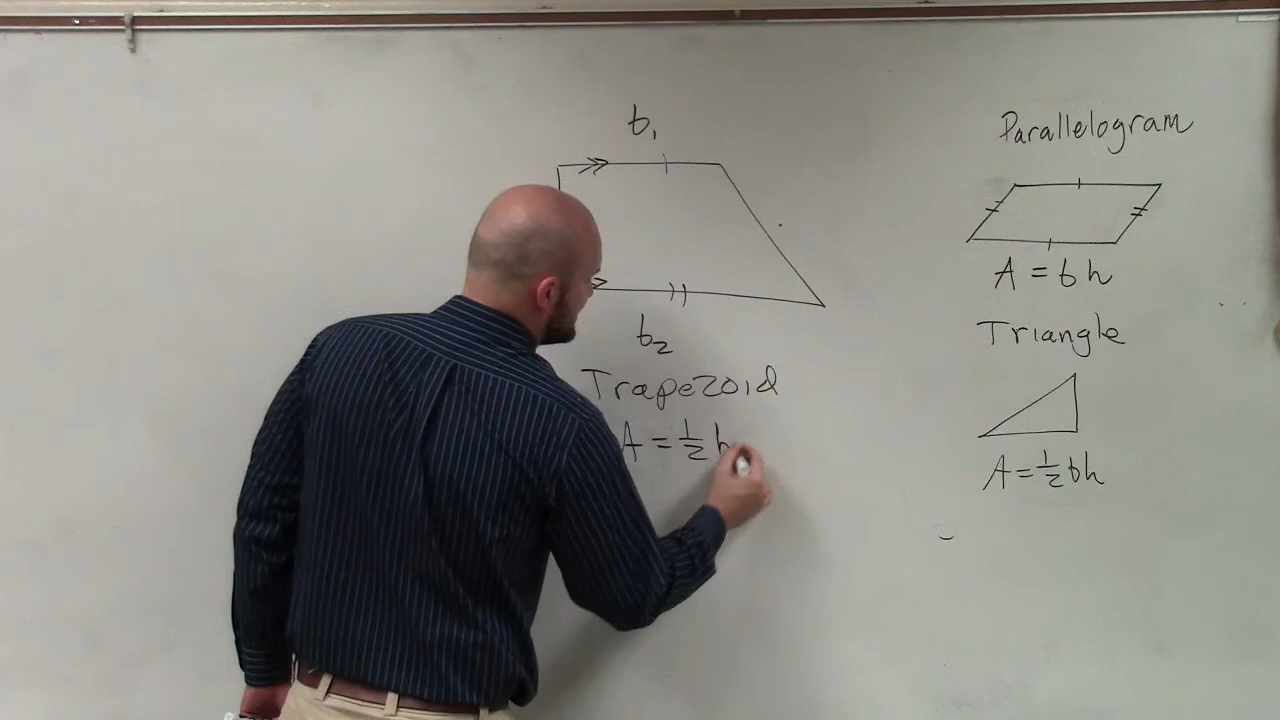 b₁
b₂
Trapezoid
A = ½ h
Parallelogram
A = bh
Triangle
A = ½ bh